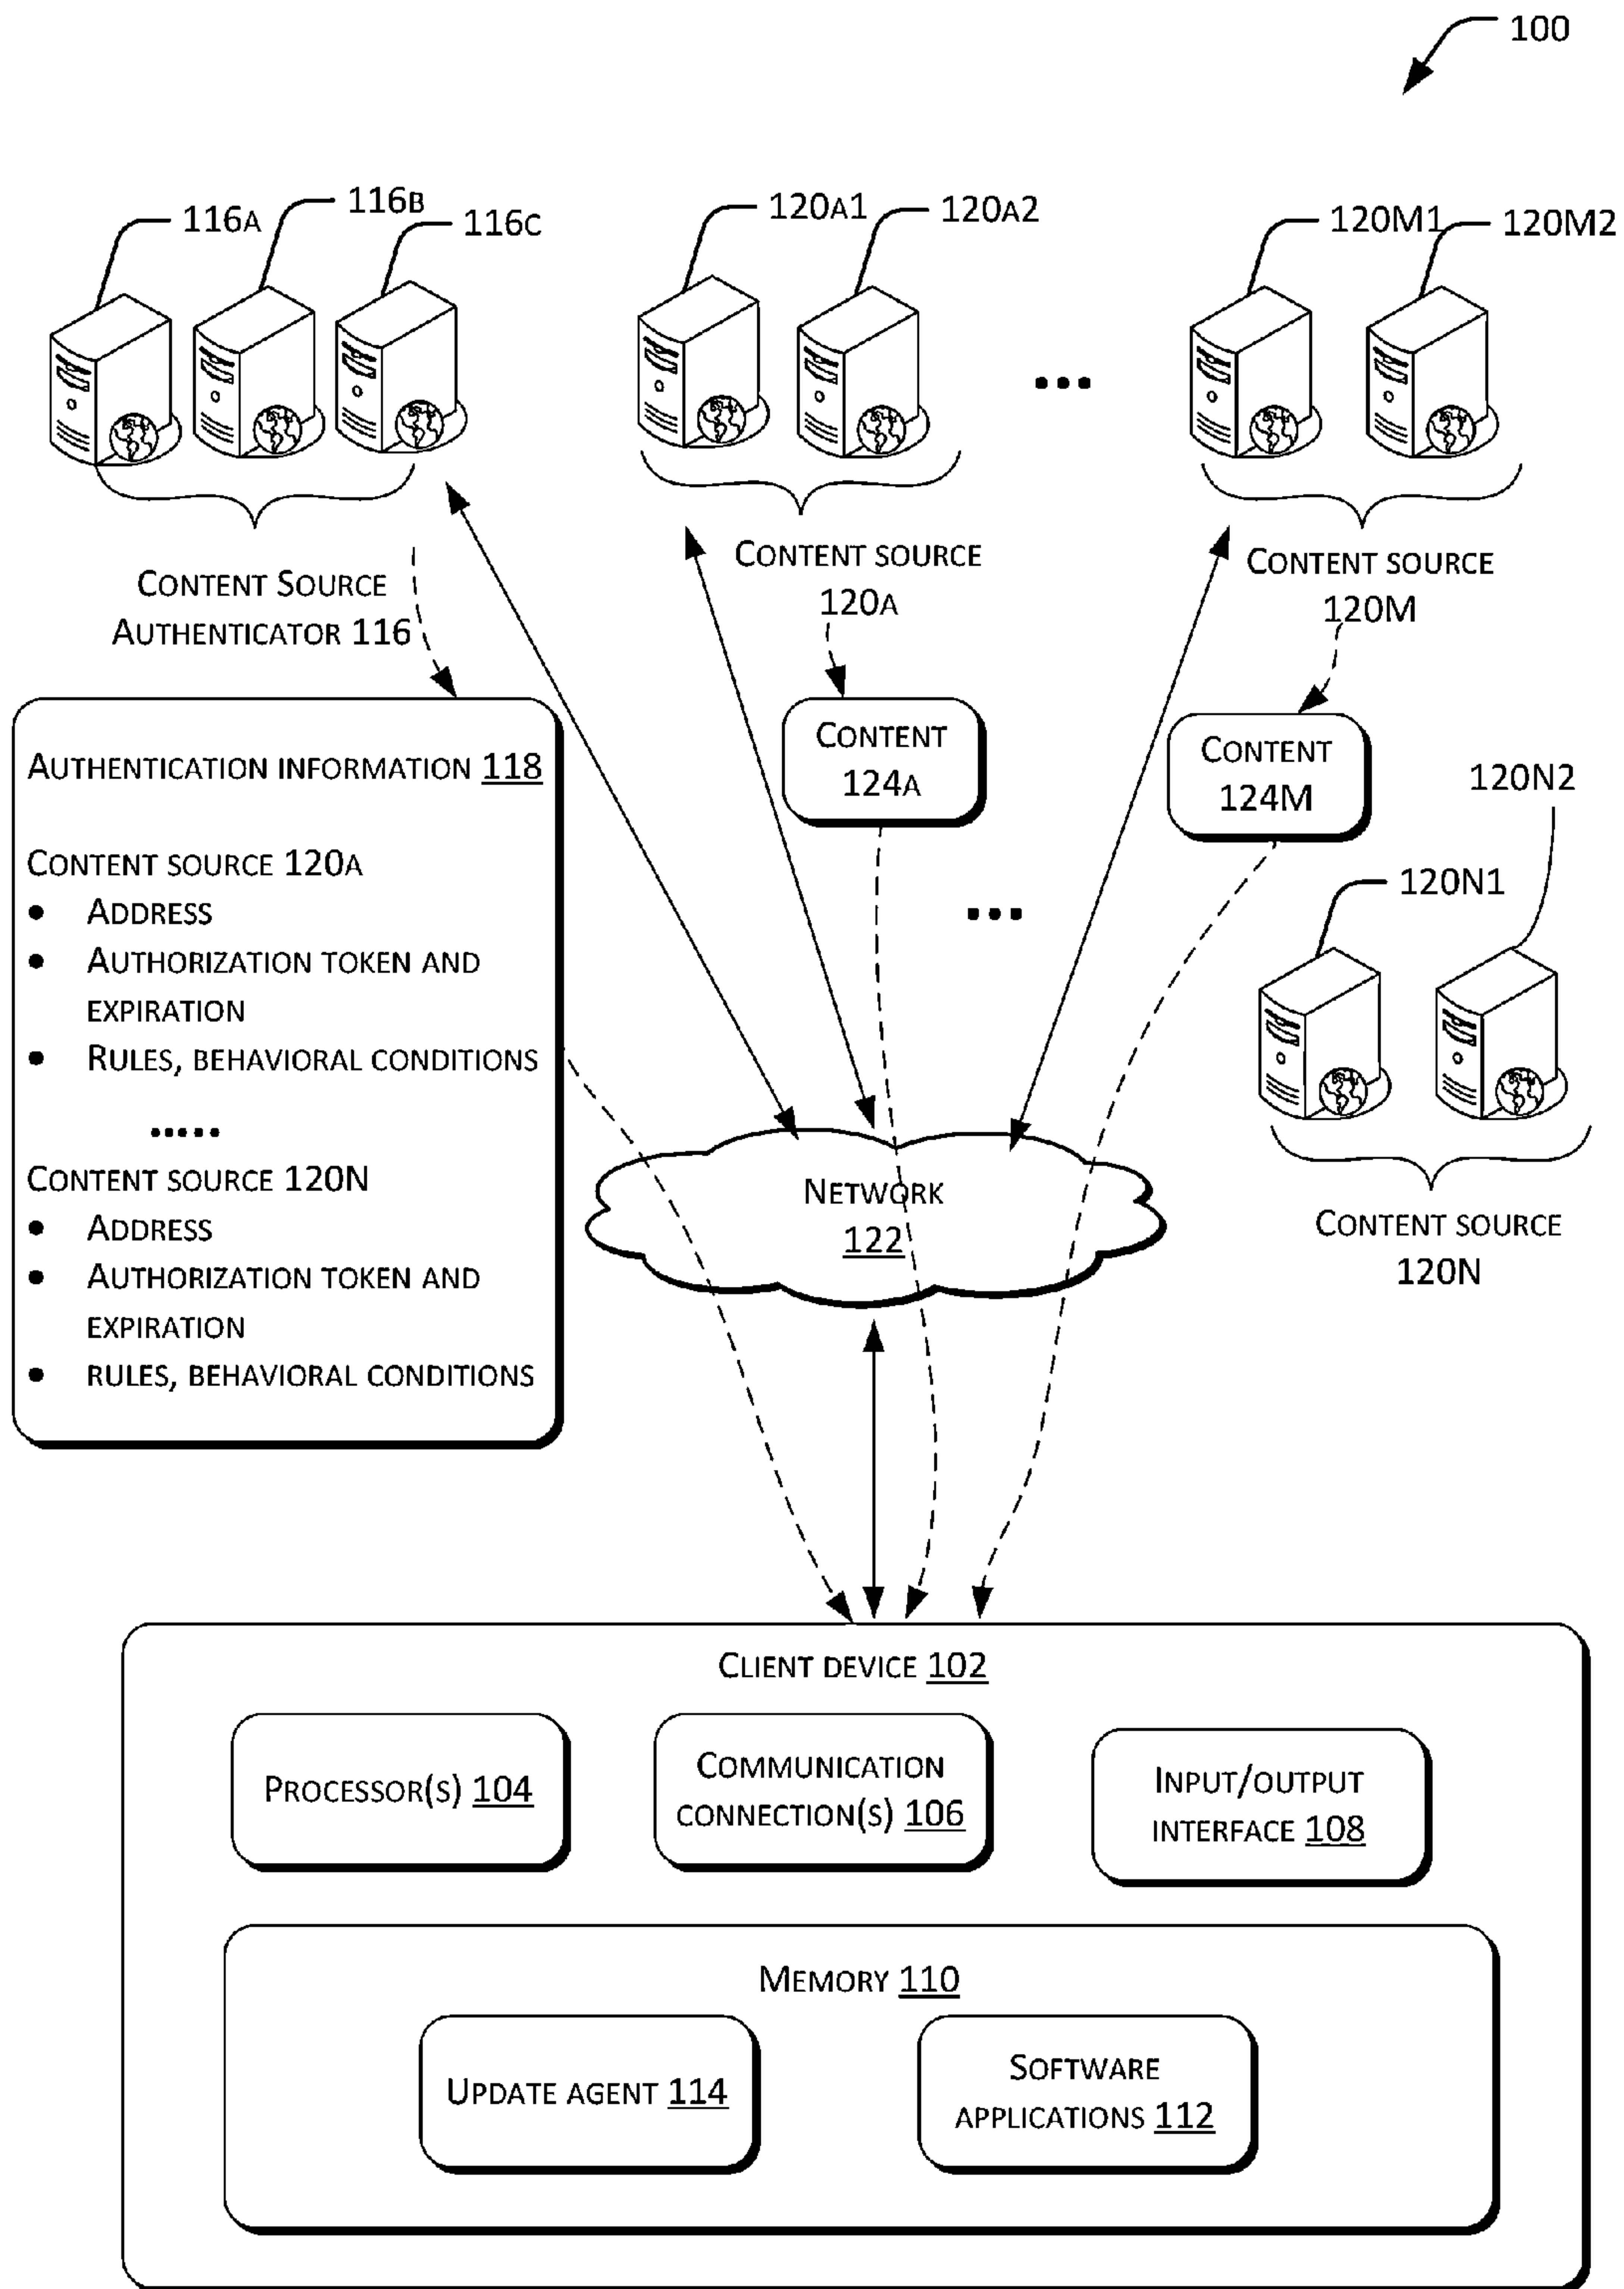 100
116A
116B
116C
120A1
120A2
120M1
120M2
CONTENT SOURCE
AUTHENTICATOR 116
CONTENT SOURCE
120A
CONTENT SOURCE
120M
AUTHENTICATION INFORMATION 118
CONTENT SOURCE 120A
• ADDRESS
• AUTHORIZATION TOKEN AND
EXPIRATION
• RULES, BEHAVIORAL CONDITIONS
.....
CONTENT SOURCE 120N
• ADDRESS
• AUTHORIZATION TOKEN AND
EXPIRATION
• RULES, BEHAVIORAL CONDITIONS
CONTENT
124A
CONTENT
124M
120N2
120N1
CONTENT SOURCE
120N
NETWORK
122
CLIENT DEVICE 102
PROCESSOR(S) 104
COMMUNICATION
CONNECTION(S) 106
INPUT/OUTPUT
INTERFACE 108
MEMORY 110
UPDATE AGENT 114
SOFTWARE
APPLICATIONS 112